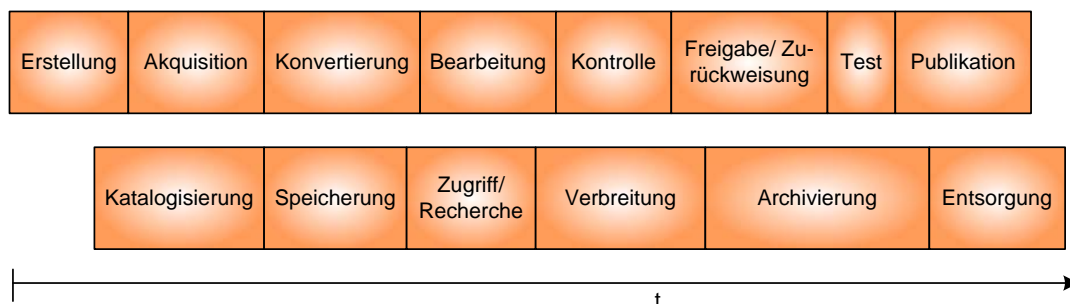 Erstellung
Akquisition
Konvertierung
Bearbeitung
Kontrolle
Freigabe/ Zu-
rückweisung
Test
Publikation
Katalogisierung
Speicherung
Zugriff/
Recherche
Verbreitung
Archivierung
Entsorgung
t